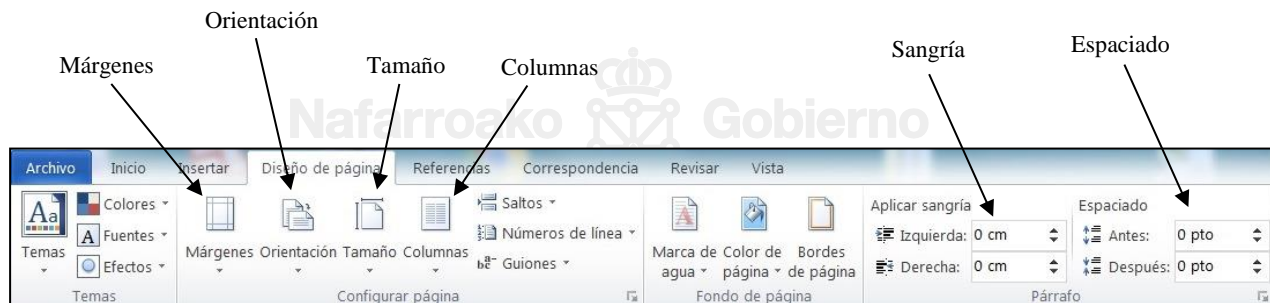 Orientación
Márgenes
Tamaño
Columnas
Sangría
Espaciado
Nafarroako Gobierno
Archivo Inicio Insertar Diseño de página Referencias Correspondencia Revisar Vista
Aa
Temas
Colores
A Fuentes
Efectos
Temas
Márgenes Orientación Tamaño Columnas
Saltos
Números de línea
Guiones
Configurar página
Marca de agua
Color de página
Bordes de página
Fondo de página
Aplicar sangría
Izquierda: 0 cm
Derecha: 0 cm
Espaciado
Antes: 0 pto
Después: 0 pto
Párrafo